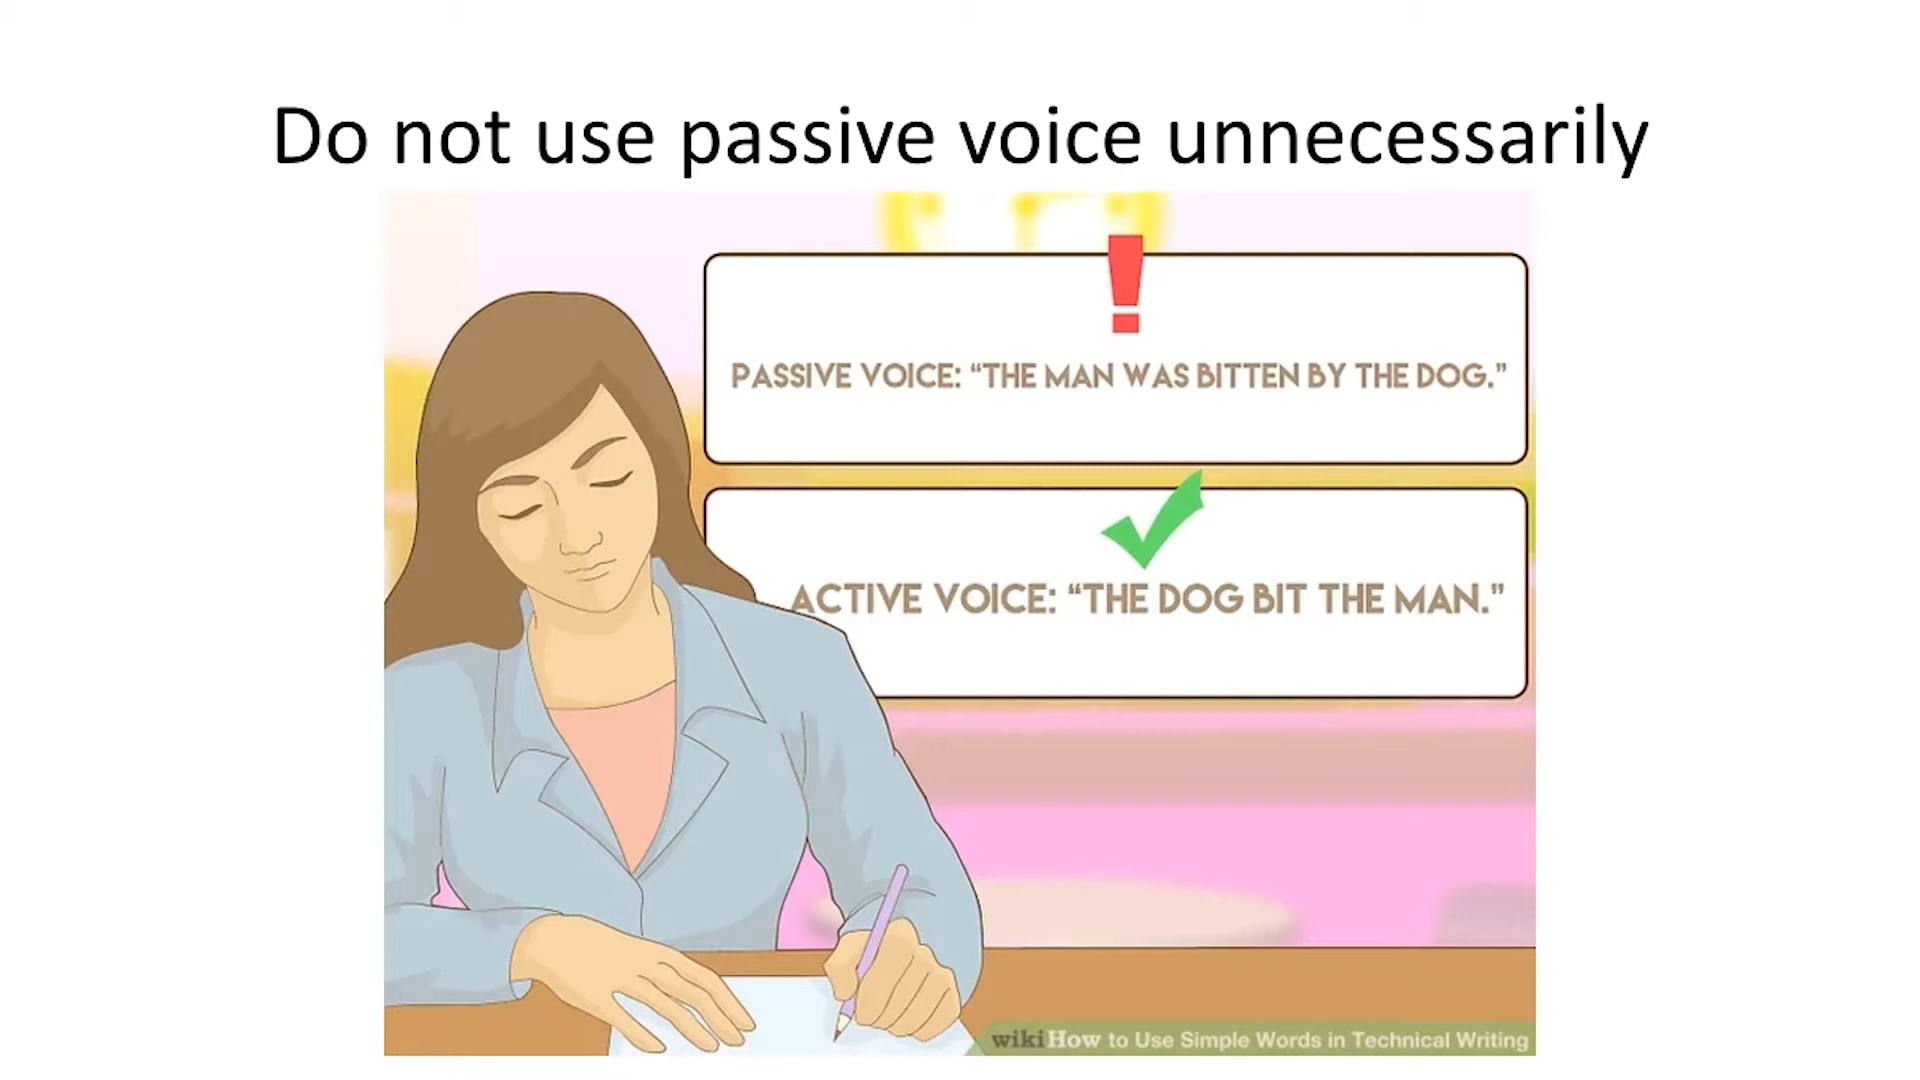 Do not use passive voice unnecessarily
PASSIVE VOICE: “THE MAN WAS BITTEN BY THE DOG.”
ACTIVE VOICE: “THE DOG BIT THE MAN.”
wikiHow to Use Simple Words in Technical Writing